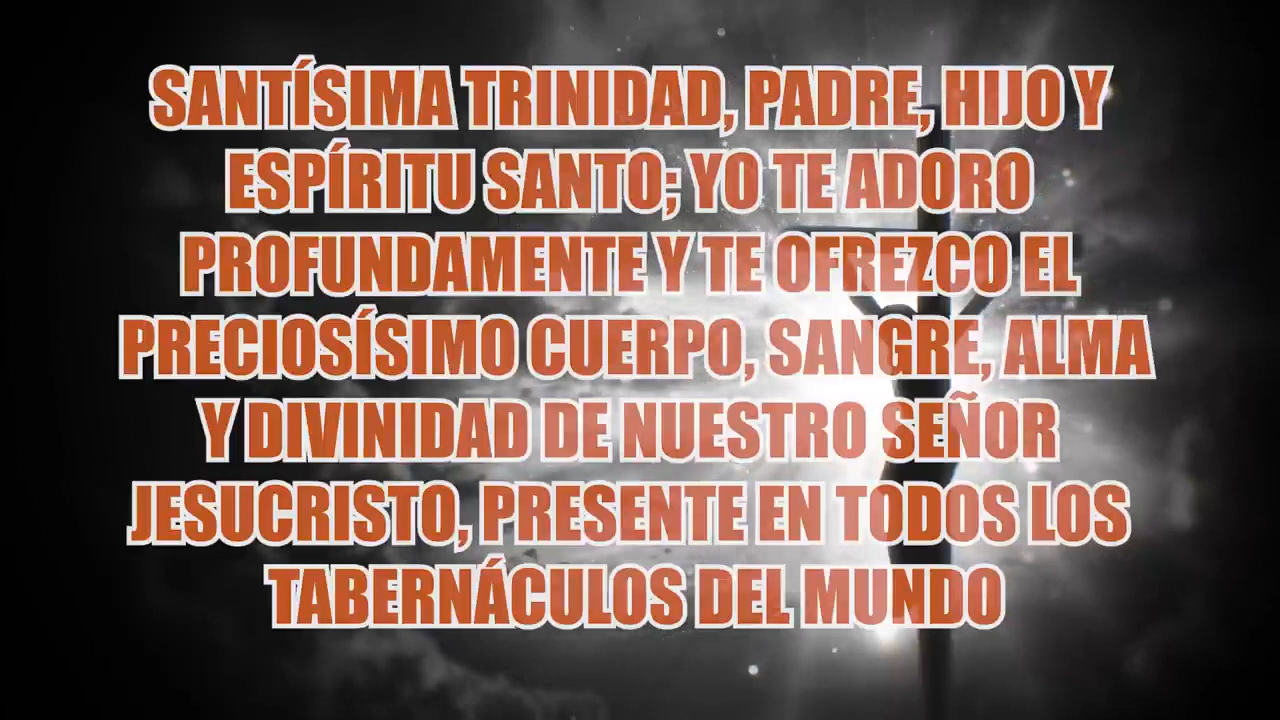 SANTÍSIMA TRINIDAD, PADRE, HIJO Y
ESPÍRITU SANTO; YO TE ADORO
PROFUNDAMENTE Y TE OFREZCO EL
PRECIOSÍSIMO CUERPO, SANGRE, ALMA
Y DIVINIDAD DE NUESTRO SEÑOR
JESUCRISTO, PRESENTE EN TODOS LOS
TABERNÁCULOS DEL MUNDO